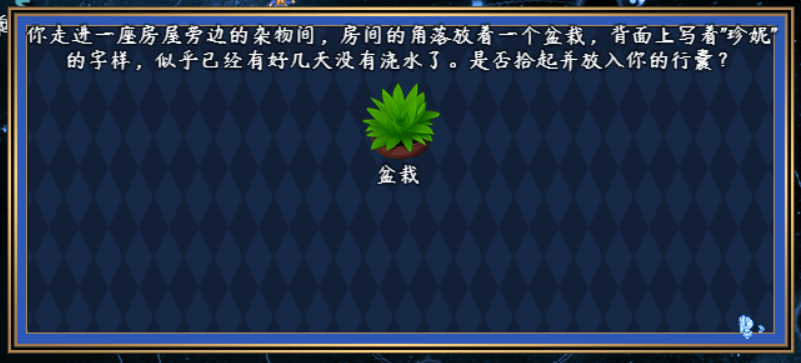 你走进一座房屋旁边的杂物间，房间的角落放着一个盆栽，背面上写着"珍妮"
的字样，似乎已经有好几天没有浇水了。是否拾起并放入你的行囊？
盆栽